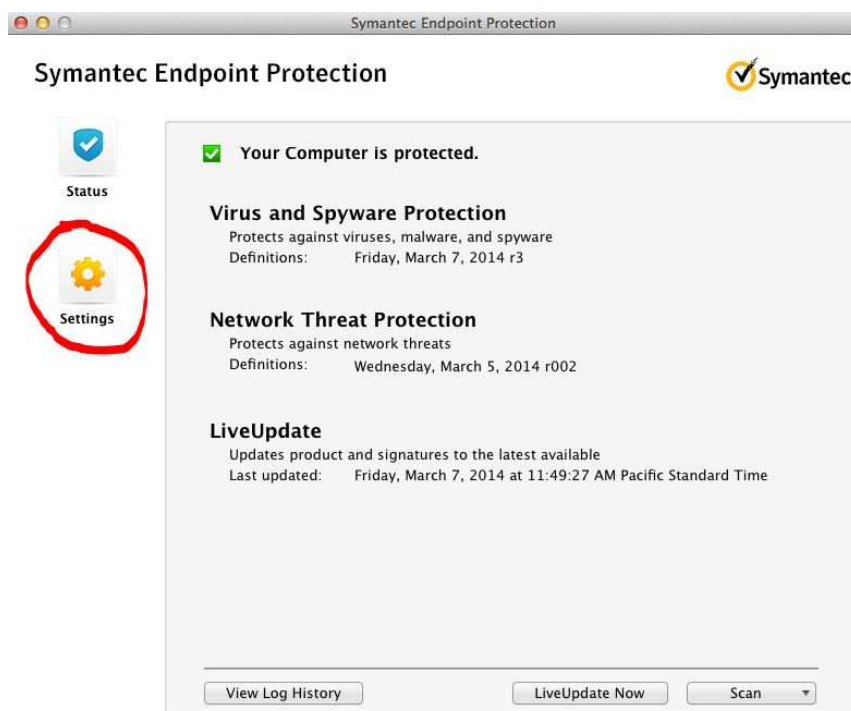 Symantec Endpoint Protection
Symantec Endpoint Protection
Symantec
Status
Settings
Your Computer is protected.
Virus and Spyware Protection
Protects against viruses, malware, and spyware
Definitions: Friday, March 7, 2014 r3
Network Threat Protection
Protects against network threats
Definitions: Wednesday, March 5, 2014 r002
LiveUpdate
Updates product and signatures to the latest available
Last updated: Friday, March 7, 2014 at 11:49:27 AM Pacific Standard Time
View Log History
LiveUpdate Now
Scan